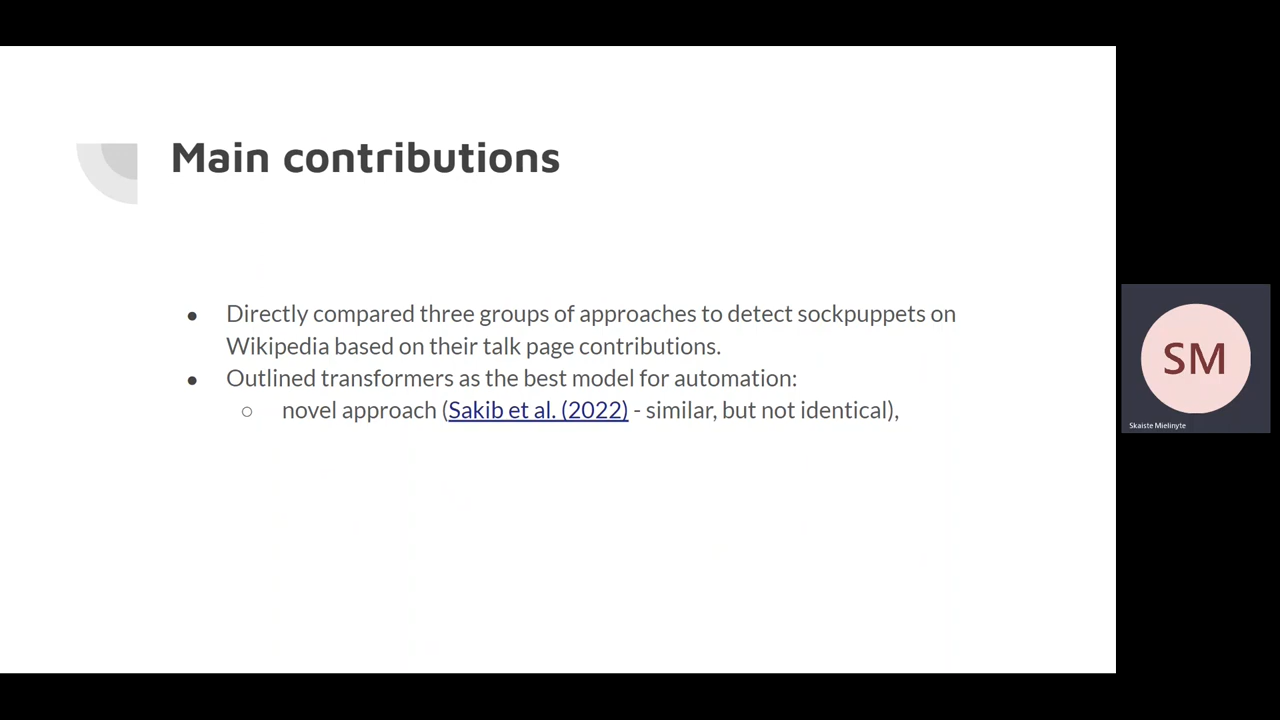 Main contributions
● Directly compared three groups of approaches to detect sockpuppets on
Wikipedia based on their talk page contributions.
● Outlined transformers as the best model for automation:
○ novel approach (Sakib et al. (2022) - similar, but not identical),
SM
Skaiste Mielinyte